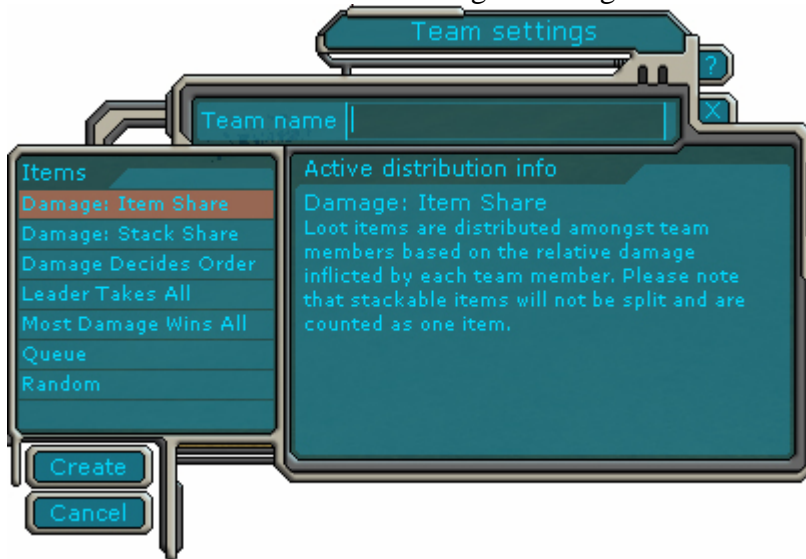 Team settings
?
X
Team name
Items
Damage: Item Share
Damage: Stack Share
Damage Decides Order
Leader Takes All
Most Damage Wins All
Queue
Random
Active distribution info
Damage: Item Share
Loot items are distributed amongst team
members based on the relative damage
inflicted by each team member. Please note
that stackable items will not be split and are
counted as one item.
Create
Cancel